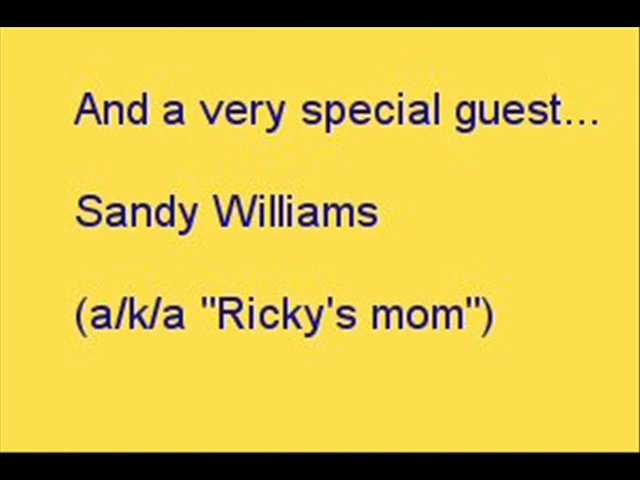 And a very special guest...
Sandy Williams
(a/k/a "Ricky's mom")